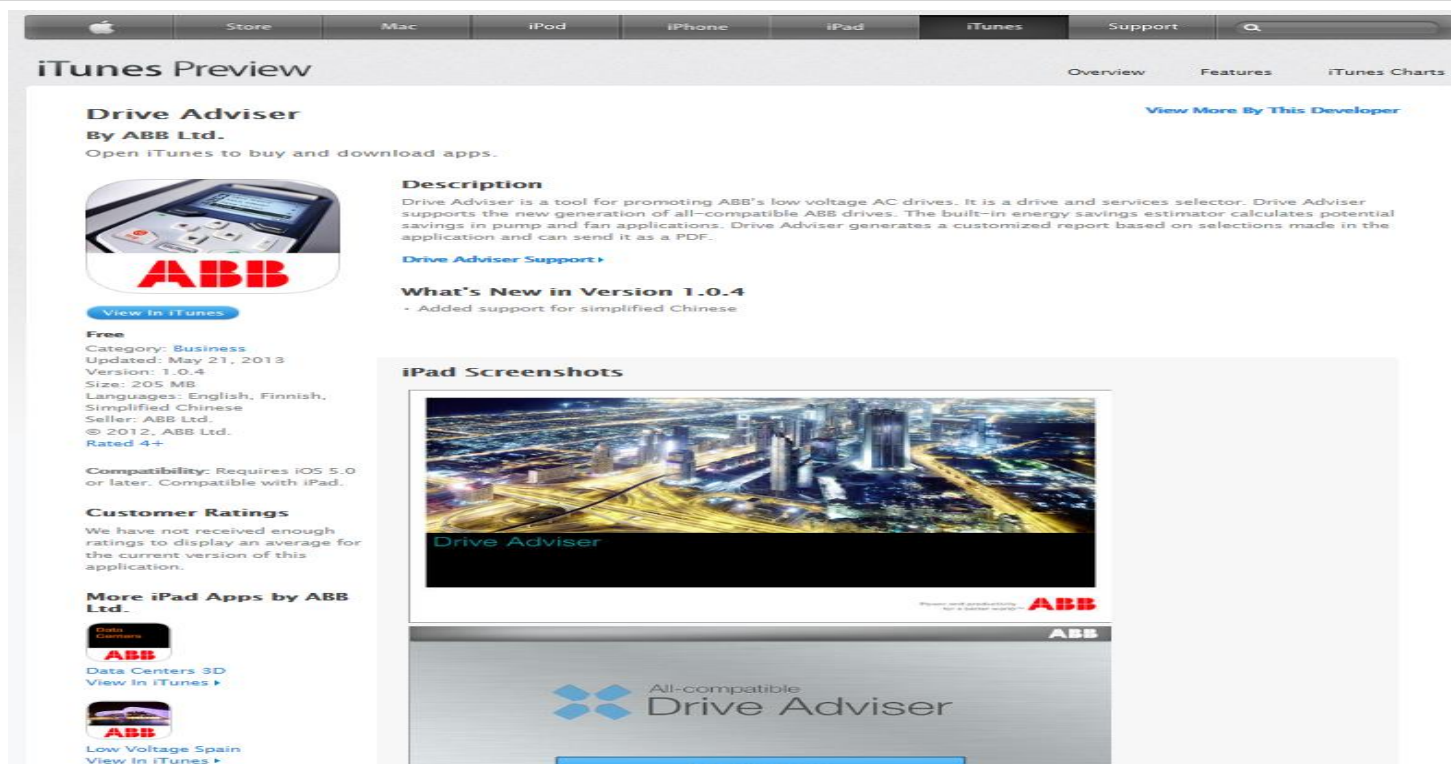 Store Mac iPod iPhone iPad iTunes Support
iTunes Preview
Overview Features iTunes Charts
Drive Adviser
By ABB Ltd.
Open iTunes to buy and download apps.
View More By This Developer
ABB
View In iTunes
Free
Category: Business
Updated: May 21, 2013
Version: 1.0.4
Size: 205 MB
Languages: English, Finnish,
Simplified Chinese
Seller: ABB Ltd.
© 2012, ABB Ltd.
Rated 4+
Compatibility: Requires iOS 5.0
or later. Compatible with iPad.
Customer Ratings
We have not received enough
ratings to display an average for
the current version of this
application.
More iPad Apps by ABB
Ltd.
Data
Centers
ABB
Data Centers 3D
View In iTunes
ABB
Low Voltage Spain
View In iTunes
Description
Drive Adviser is a tool for promoting ABB's low voltage AC drives. It is a drive and services selector. Drive Adviser
supports the new generation of all-compatible ABB drives. The built-in energy savings estimator calculates potential
savings in pump and fan applications. Drive Adviser generates a customized report based on selections made in the
application and can send it as a PDF.
Drive Adviser Support
What's New in Version 1.0.4
• Added support for simplified Chinese
iPad Screenshots
Drive Adviser
Power and productivity
for a better world™
ABB
ABB
All-compatible
Drive Adviser